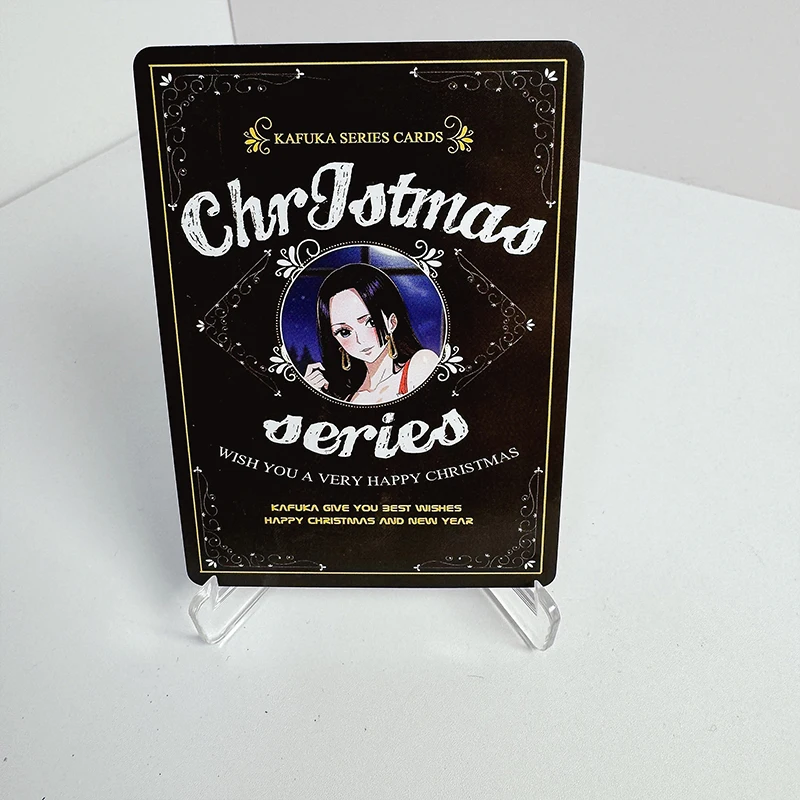 KAFUKA SERIES CARDS
ChrIstmas
series
WISH YOU A VERY HAPPY CHRISTMAS
KAFUKA GIVE YOU BEST WISHES
HAPPY CHRISTMAS AND NEW YEAR